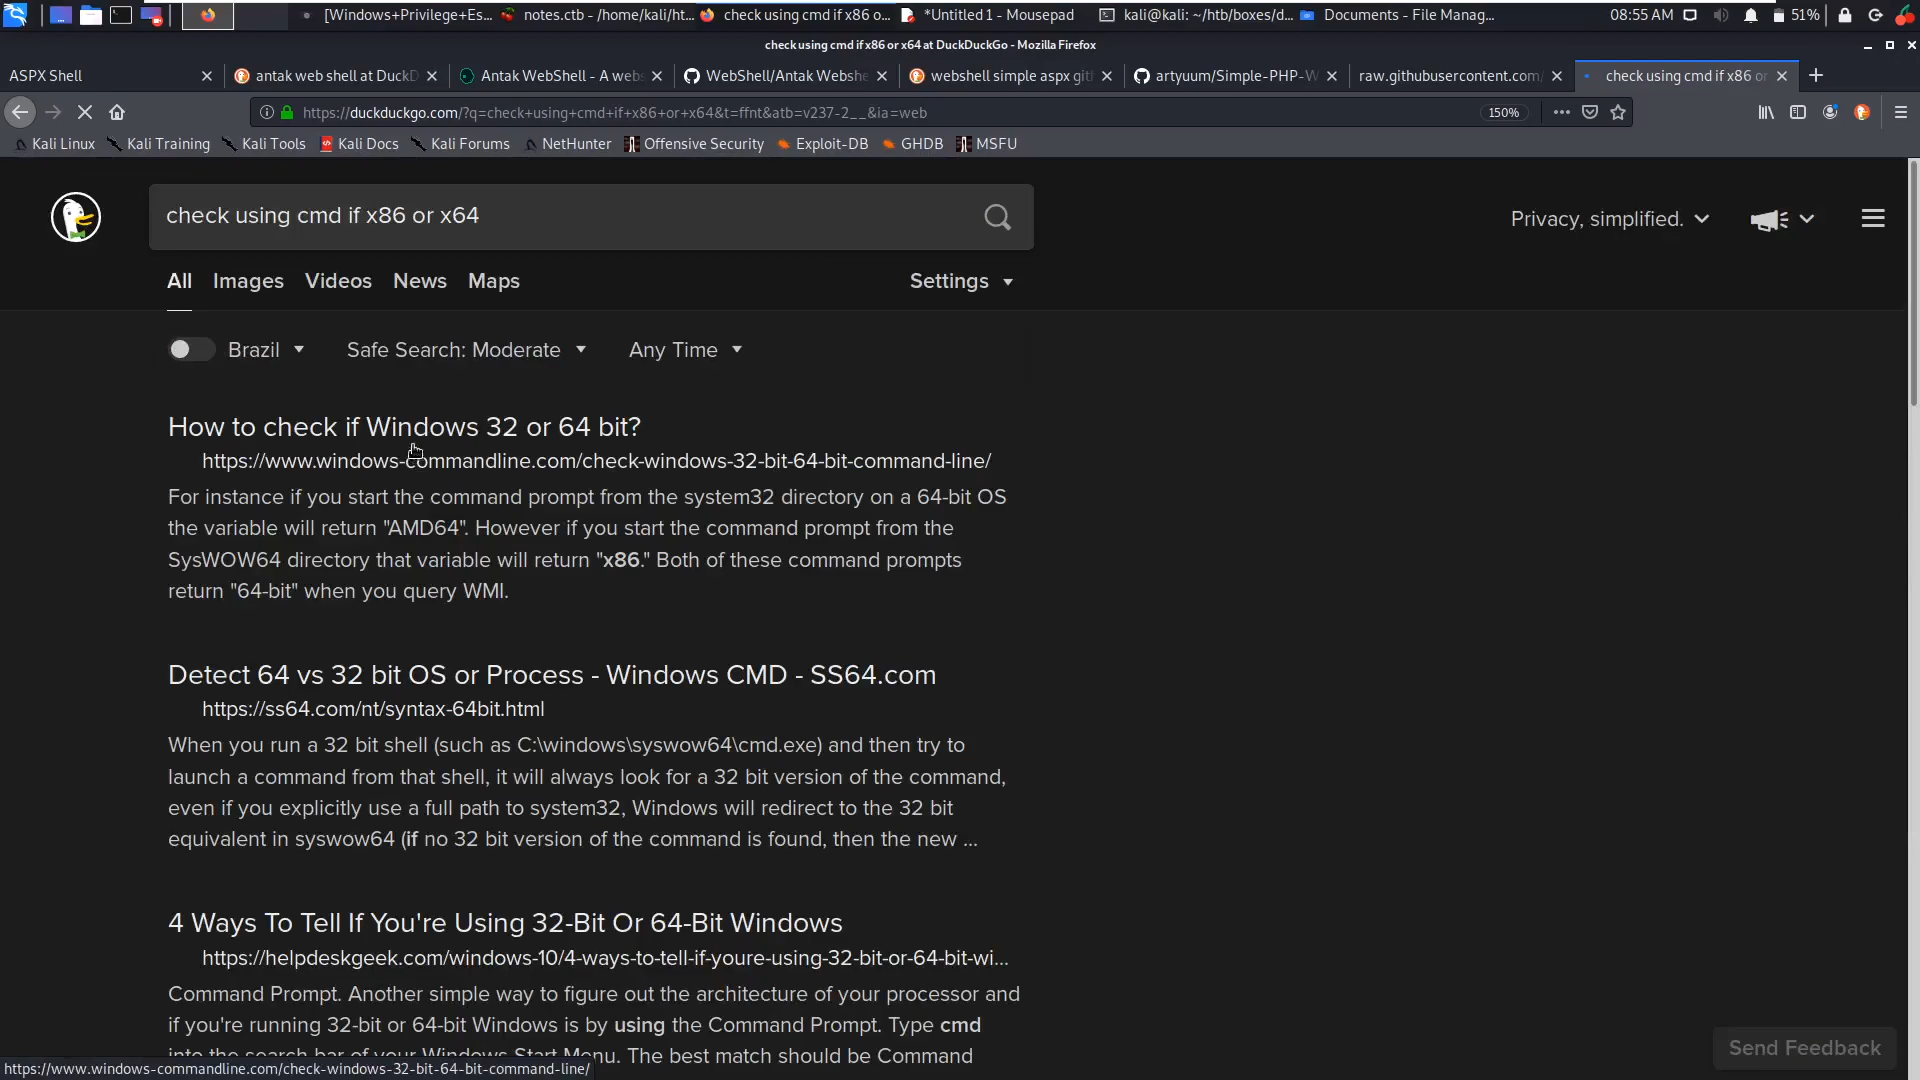 [Windows+Privilege+Es... notes.ctb - /home/kali/ht... check using cmd if x86 o... *Untitled 1 - Mousepad kali@kali: ~/htb/boxes/d... Documents - File Manag... 08:55 AM 51%
check using cmd if x86 or x64 at DuckDuckGo - Mozilla Firefox
ASPX Shell antak web shell at DuckD Antak WebShell - A webs WebShell/Antak Webshe webshell simple aspx git artyuum/Simple-PHP-W raw.githubusercontent.com/ check using cmd if x86 or
https://duckduckgo.com/?q=check+using+cmd+if+x86+or+x64&t=ffnt&atb=v237-2__&ia=web 150%
Kali Linux Kali Training Kali Tools Kali Docs Kali Forums NetHunter Offensive Security Exploit-DB GHDB MSFU
check using cmd if x86 or x64 Privacy, simplified.
All Images Videos News Maps Settings
Brazil Safe Search: Moderate Any Time
How to check if Windows 32 or 64 bit?
https://www.windows-commandline.com/check-windows-32-bit-64-bit-command-line/
For instance if you start the command prompt from the system32 directory on a 64-bit OS
the variable will return "AMD64". However if you start the command prompt from the
SysWOW64 directory that variable will return "x86." Both of these command prompts
return "64-bit" when you query WMI.
Detect 64 vs 32 bit OS or Process - Windows CMD - SS64.com
https://ss64.com/nt/syntax-64bit.html
When you run a 32 bit shell (such as C:\windows\syswow64\cmd.exe) and then try to
launch a command from that shell, it will always look for a 32 bit version of the command,
even if you explicitly use a full path to system32, Windows will redirect to the 32 bit
equivalent in syswow64 (if no 32 bit version of the command is found, then the new ...
4 Ways To Tell If You're Using 32-Bit Or 64-Bit Windows
https://helpdeskgeek.com/windows-10/4-ways-to-tell-if-youre-using-32-bit-or-64-bit-wi...
Command Prompt. Another simple way to figure out the architecture of your processor and
if you're running 32-bit or 64-bit Windows is by using the Command Prompt. Type cmd
into the search bar of your Windows Start Menu. The best match should be Command
Send Feedback
https://www.windows-commandline.com/check-windows-32-bit-64-bit-command-line/